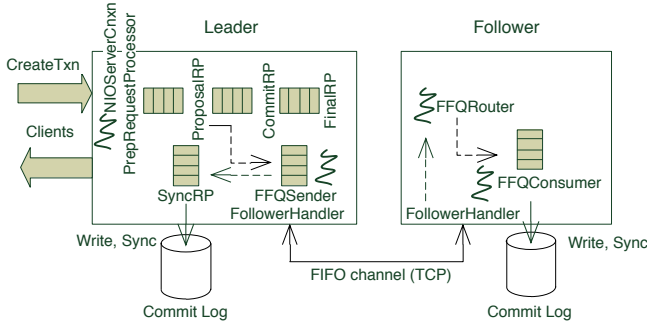 Leader
Follower
CreateTxn
Clients
NIOServerCnxn
PrepRequestProcessor
ProposalRP
CommitRP
FinalRP
SyncRP
FFQSender
FollowerHandler
FFQRouter
FFQConsumer
FollowerHandler
Write, Sync
Write, Sync
FIFO channel (TCP)
Commit Log
Commit Log